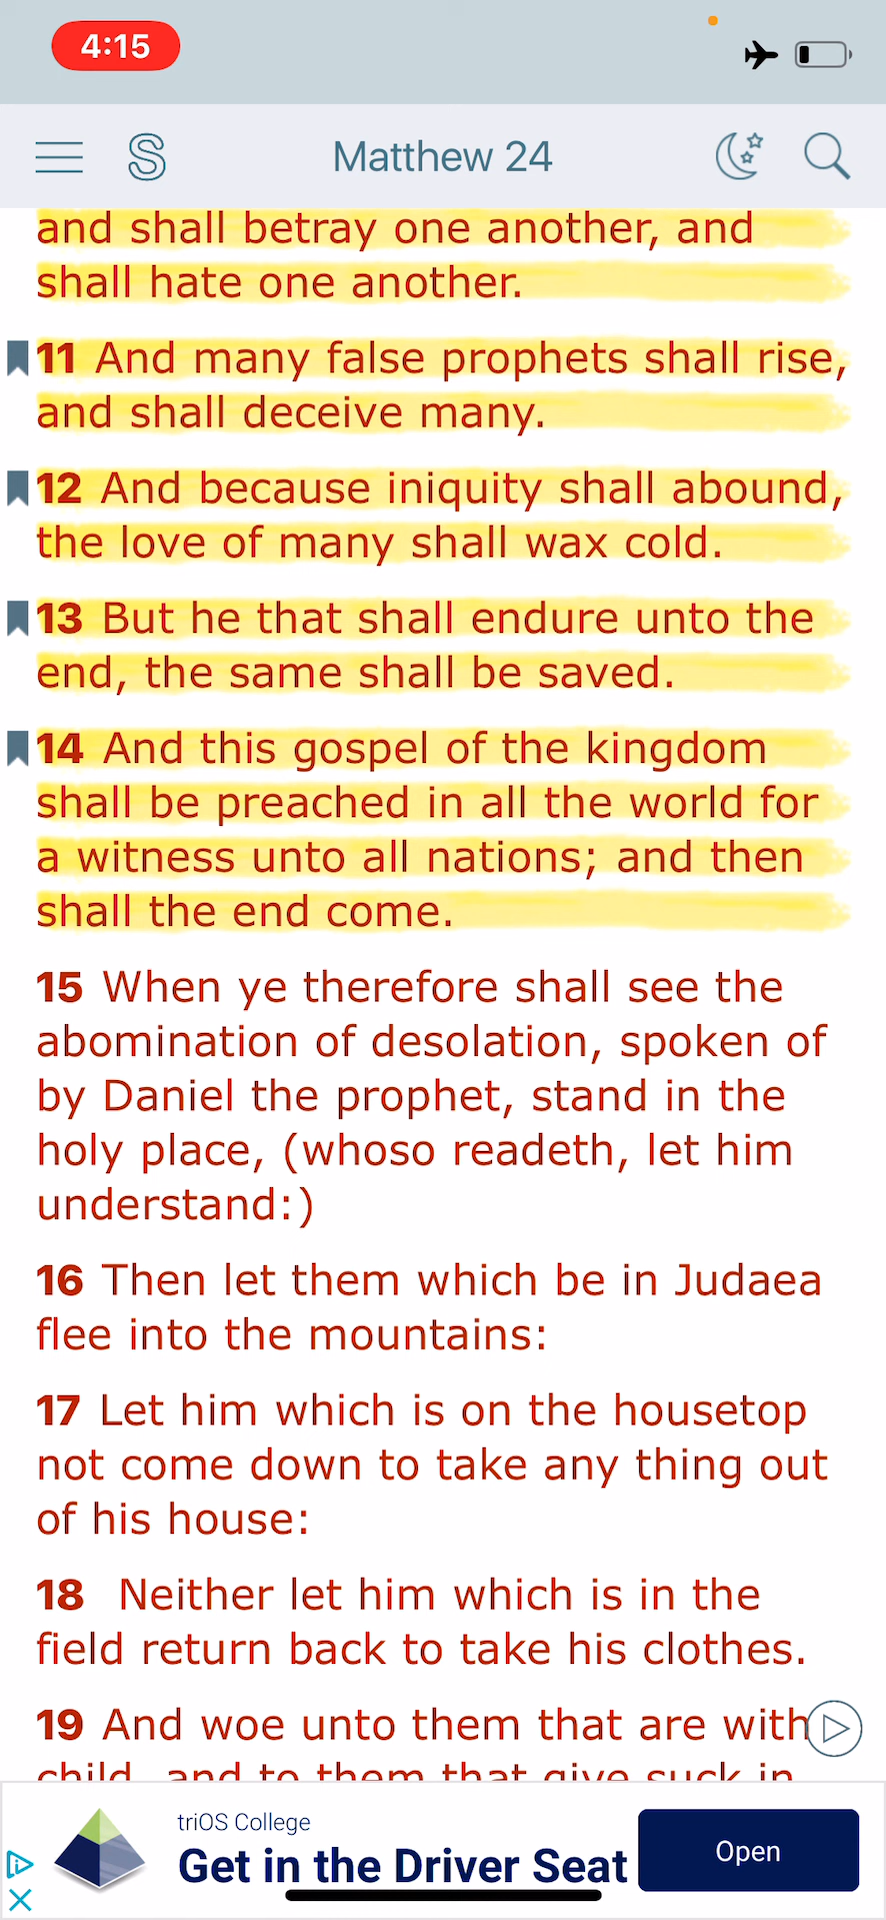 4:15
Matthew 24
and shall betray one another, and
shall hate one another.
11 And many false prophets shall rise,
and shall deceive many.
12 And because iniquity shall abound,
the love of many shall wax cold.
13 But he that shall endure unto the
end, the same shall be saved.
14 And this gospel of the kingdom
shall be preached in all the world for
a witness unto all nations; and then
shall the end come.
15 When ye therefore shall see the
abomination of desolation, spoken of
by Daniel the prophet, stand in the
holy place, (whoso readeth, let him
understand:)
16 Then let them which be in Judaea
flee into the mountains:
17 Let him which is on the housetop
not come down to take any thing out
of his house:
18 Neither let him which is in the
field return back to take his clothes.
19 And woe unto them that are with
child, and to them that give suck in
triOS College
Get in the Driver Seat
Open